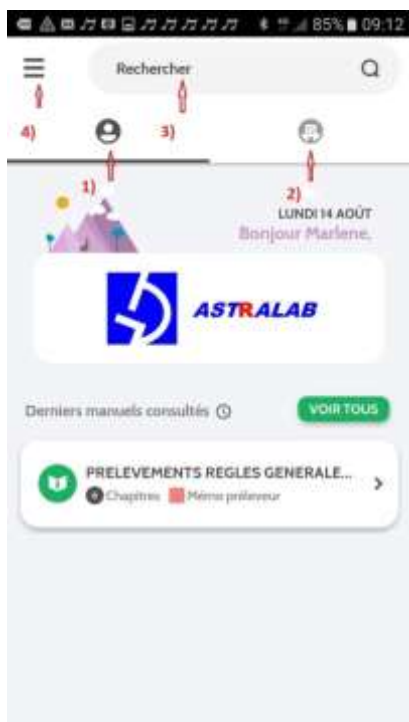 85% 09:12
Rechercher
4) 3)
1)
2)
LUNDI 14 AOÛT
Bonjour Marlene,
ASTRALAB
Derniers manuels consultés
VOIR TOUS
PRELEVEMENTS REGLES GENERALE...
Chapitres Mémo préleveur